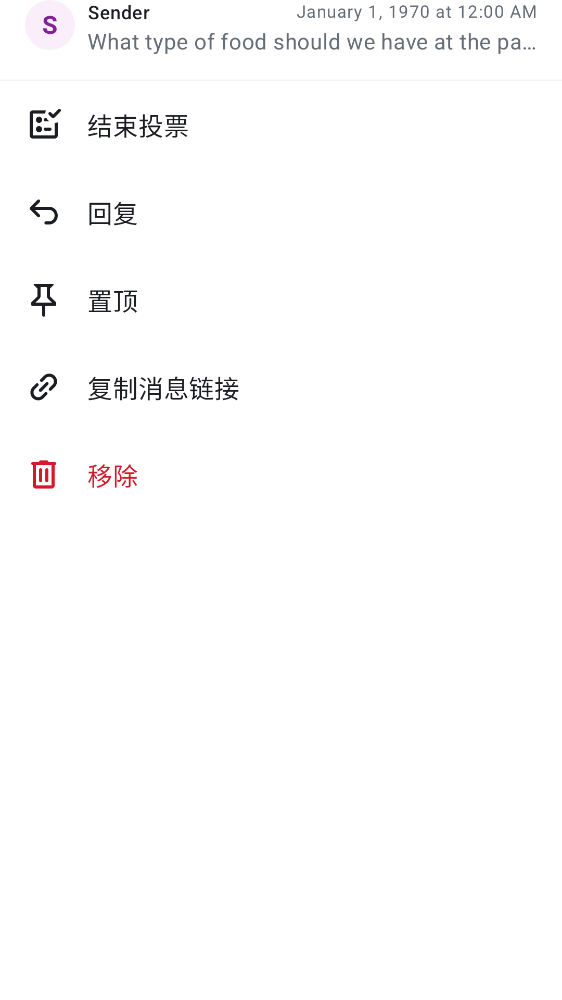 S
Sender
January 1, 1970 at 12:00 AM
What type of food should we have at the pa…
结束投票
回复
置顶
复制消息链接
移除